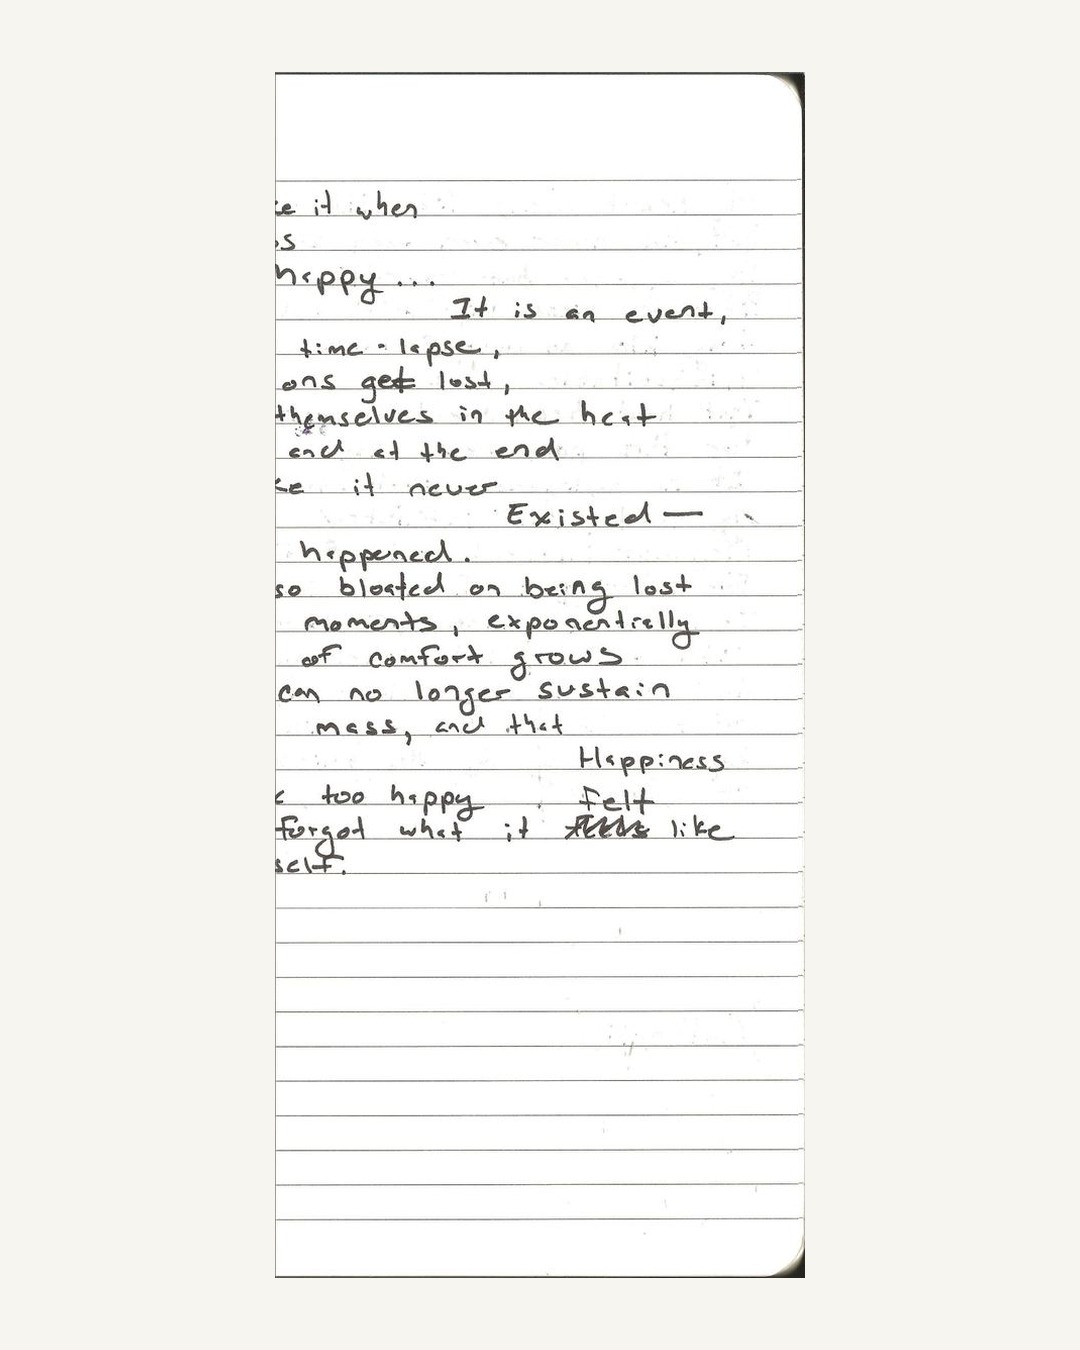 it when
happy...
It is an event,
time-lapse,
ons get lost,
themselves in the heat
and at the end
it never
Existed—
happened.
so bloated on being lost
moments, exponentially
of comfort grows
can no longer sustain
mass, and that
Happiness
too happy
felt
forgot what it like
self.